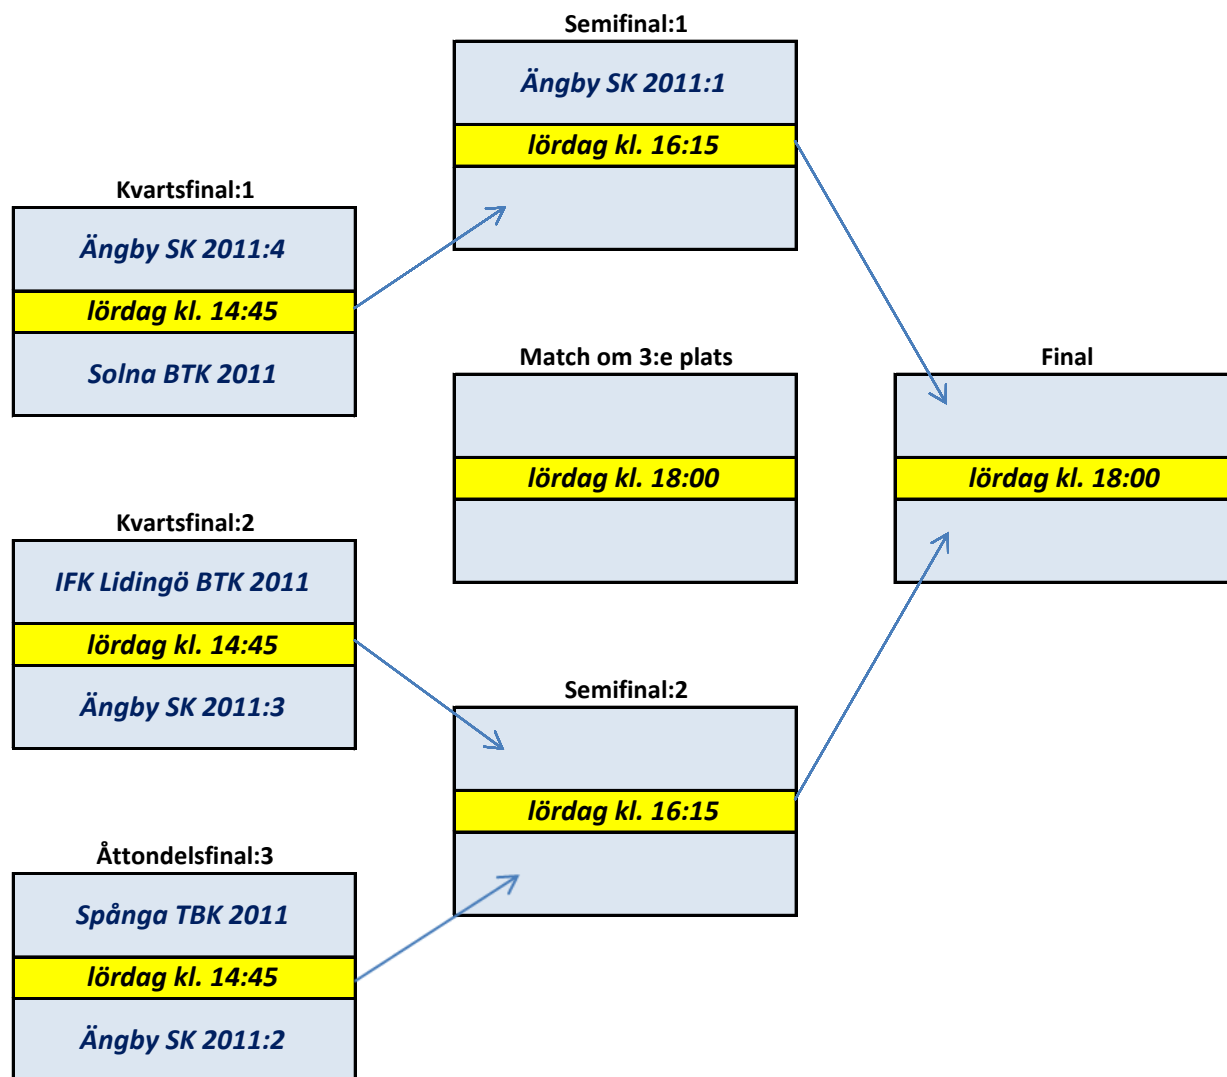 Semifinal:1
Ängby SK 2011:1
lördag kl. 16:15
Kvartsfinal:1
Ängby SK 2011:4
lördag kl. 14:45
Solna BTK 2011
Match om 3:e plats
lördag kl. 18:00
Final
lördag kl. 18:00
Kvartsfinal:2
IFK Lidingö BTK 2011
lördag kl. 14:45
Ängby SK 2011:3
Semifinal:2
lördag kl. 16:15
Åttondelsfinal:3
Spånga TBK 2011
lördag kl. 14:45
Ängby SK 2011:2